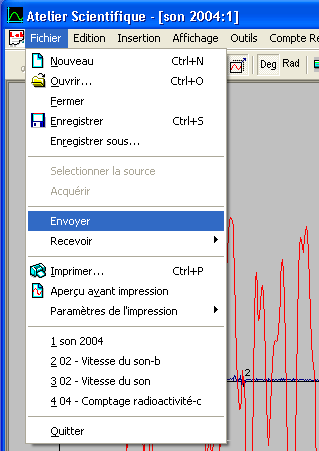 Atelier Scientifique - [son 2004:1]
Fichier Edition Insertion Affichage Outils Compte R
Deg Rad
Nouveau Ctrl+N
Ouvrir... Ctrl+O
Fermer
Enregistrer Ctrl+S
Enregistrer sous...
Selectionner la source
Acquérir
Envoyer
Recevoir
Imprimer... Ctrl+P
Aperçu avant impression
Paramètres de l'impression
1 son 2004
2 02 - Vitesse du son-b
3 02 - Vitesse du son
4 04 - Comptage radioactivité-c
2
Quitter